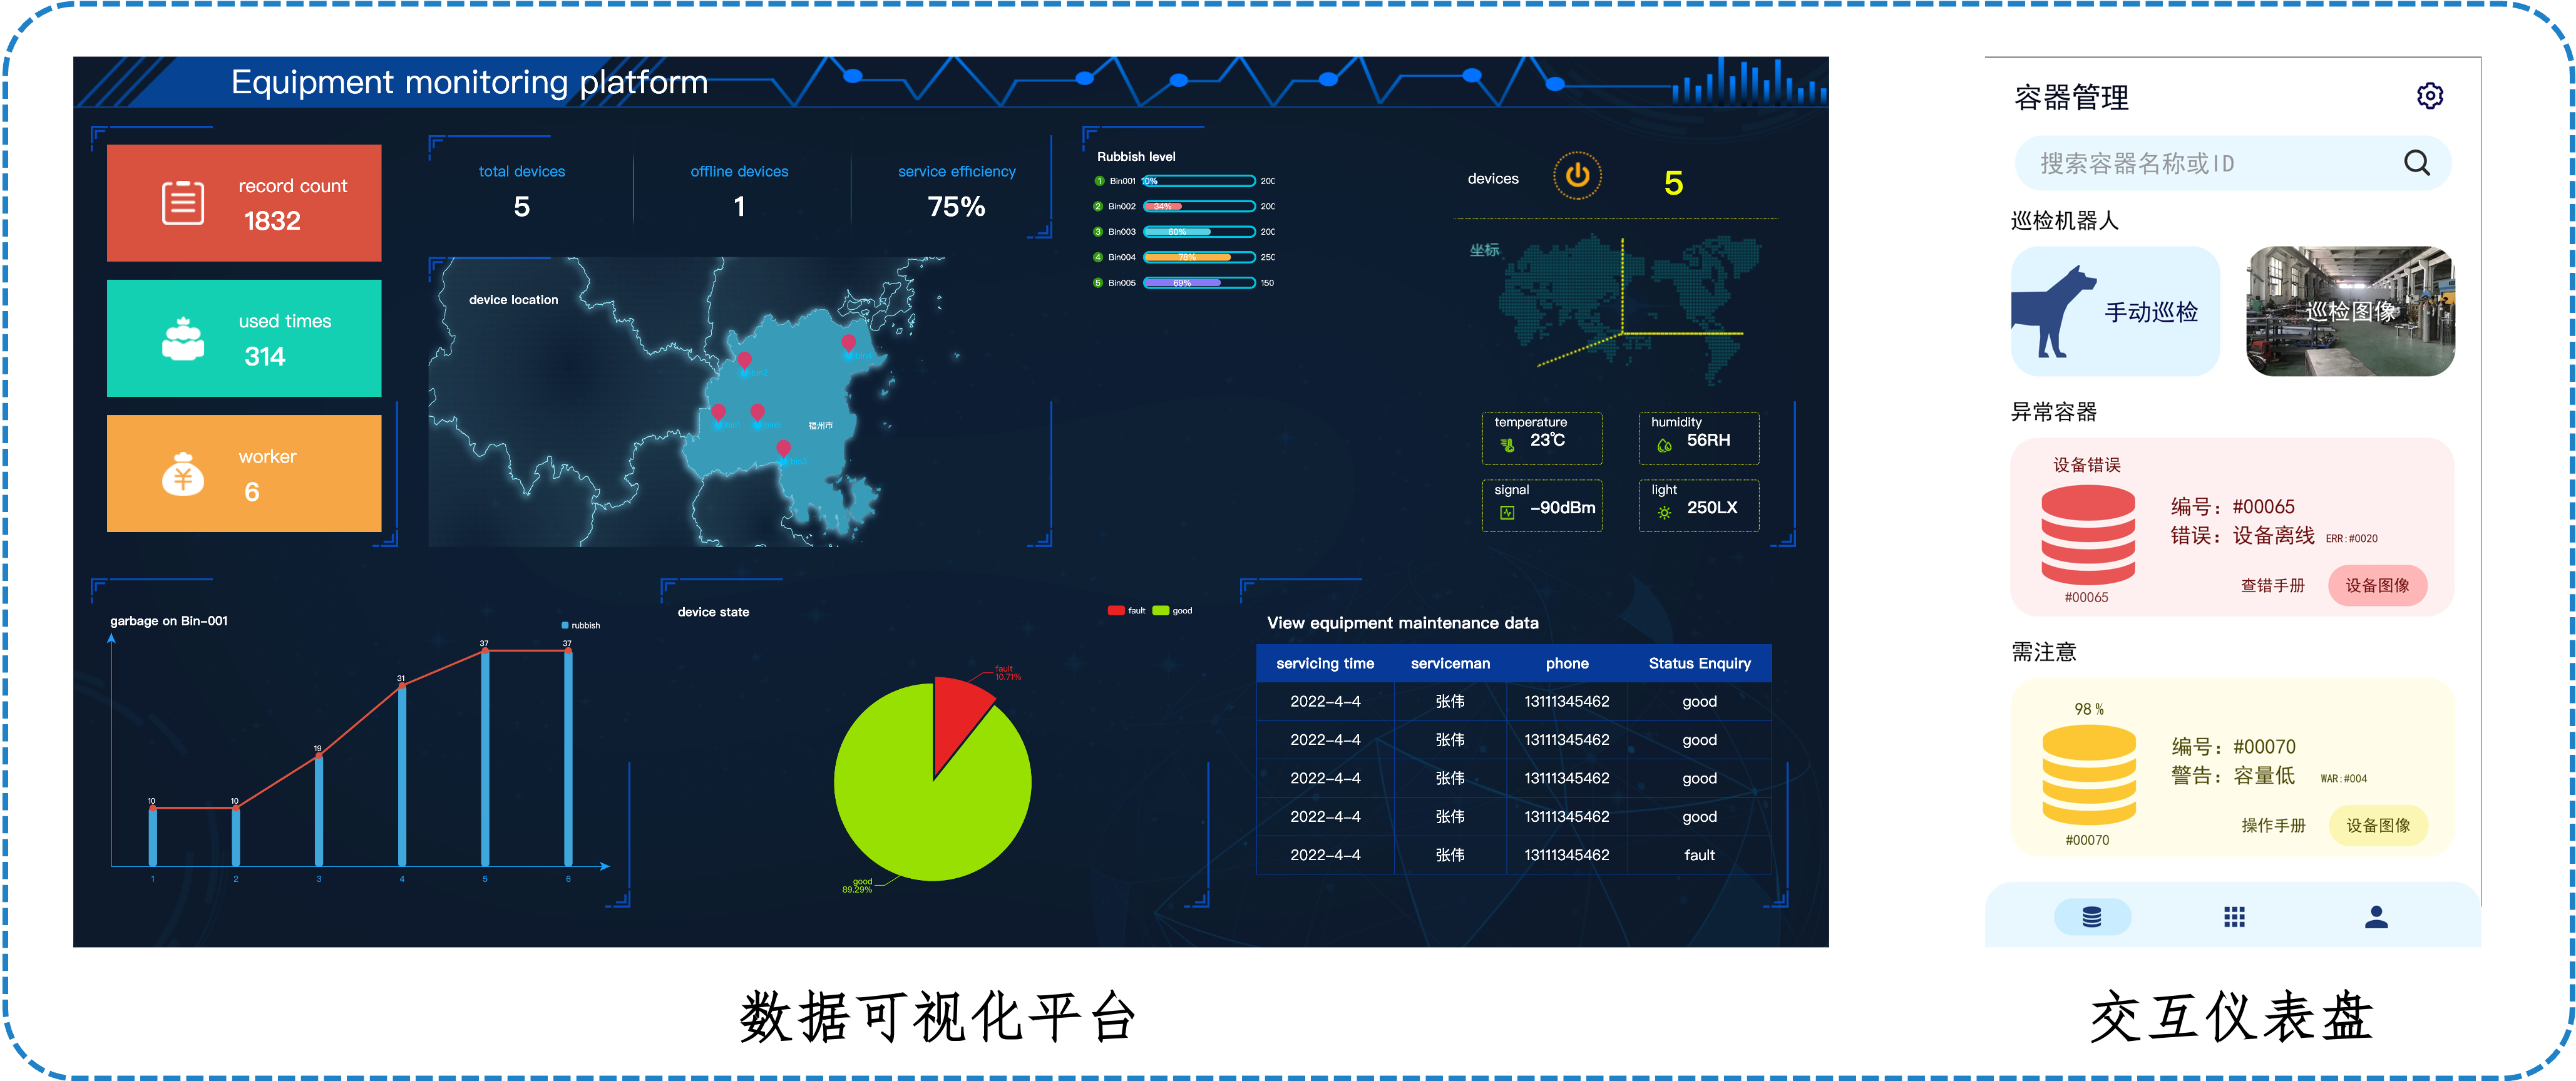 Equipment monitoring platform
record count
1832
used times
314
worker
6
total devices
5
offline devices
1
service efficiency
75%
device location
bin2
福州市
Rubbish level
1 Bin001 10% 200
2 Bin002 34% 200
3 Bin003 60% 200
4 Bin004 78% 250
5 Bin005 69% 150
devices
5
坐标
temperature
23℃
humidity
56RH
signal
-90dBm
light
250LX
garbage on Bin-001
rubbish
10 10 19 31 37 37
1 2 3 4 5 6
device state
fault good
fault
10.71%
good
89.29%
View equipment maintenance data
servicing time serviceman phone Status Enquiry
2022-4-4 张伟 13111345462 good
2022-4-4 张伟 13111345462 good
2022-4-4 张伟 13111345462 good
2022-4-4 张伟 13111345462 good
2022-4-4 张伟 13111345462 fault
数据可视化平台
容器管理
搜索容器名称或ID
巡检机器人
手动巡检
巡检图像
异常容器
设备错误
编号：#00065
错误：设备离线 ERR:#0020
#00065
查错手册 设备图像
需注意
98%
编号：#00070
警告：容量低 WAR:#004
#00070
操作手册 设备图像
交互仪表盘